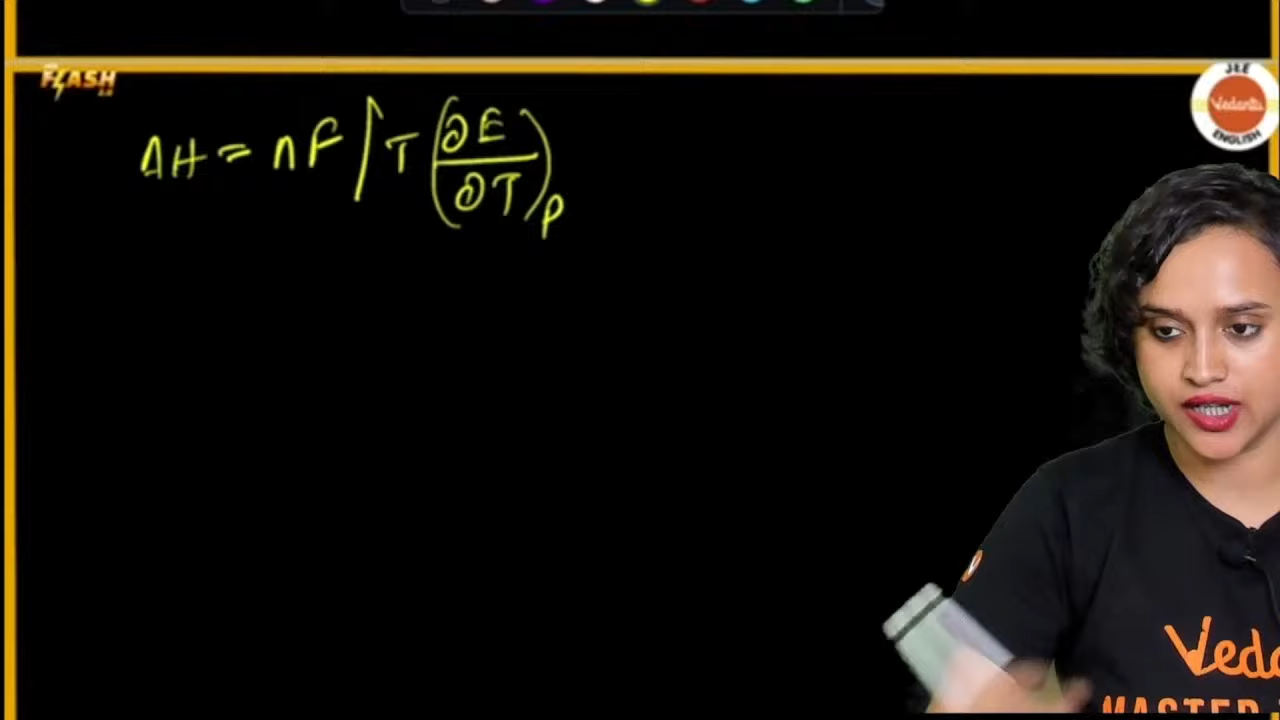 FLASH
JEE
Vedantu
ENGLISH
ΔH = nF [T (∂E/∂T)p
Veda
MASTER